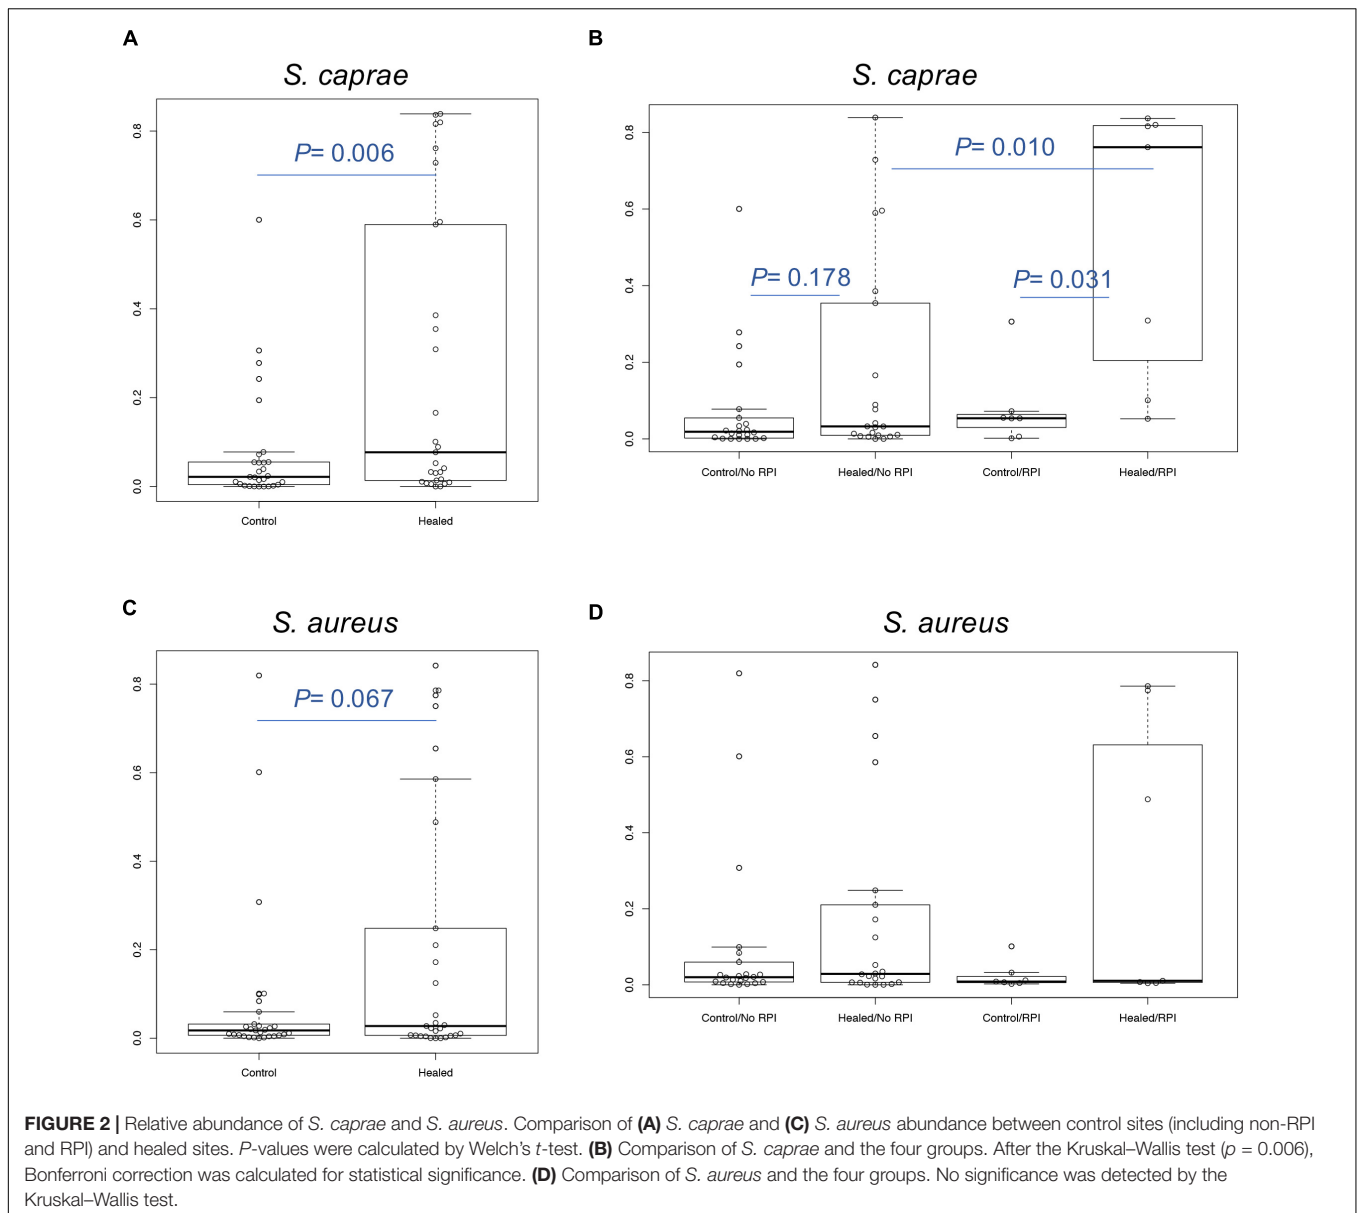 A
S. caprae
0.8
0.6
0.4
0.2
0.0
P= 0.006
Control
Healed
B
S. caprae
0.8
0.6
0.4
0.2
0.0
P= 0.010
P= 0.178
P= 0.031
Control/No RPI
Healed/No RPI
Control/RPI
Healed/RPI
C
S. aureus
0.8
0.6
0.4
0.2
0.0
P= 0.067
Control
Healed
D
S. aureus
0.8
0.6
0.4
0.2
0.0
Control/No RPI
Healed/No RPI
Control/RPI
Healed/RPI
FIGURE 2 | Relative abundance of S. caprae and S. aureus. Comparison of (A) S. caprae and (C) S. aureus abundance between control sites (including non-RPI
and RPI) and healed sites. P-values were calculated by Welch’s t-test. (B) Comparison of S. caprae and the four groups. After the Kruskal–Wallis test (p = 0.006),
Bonferroni correction was calculated for statistical significance. (D) Comparison of S. aureus and the four groups. No significance was detected by the
Kruskal–Wallis test.